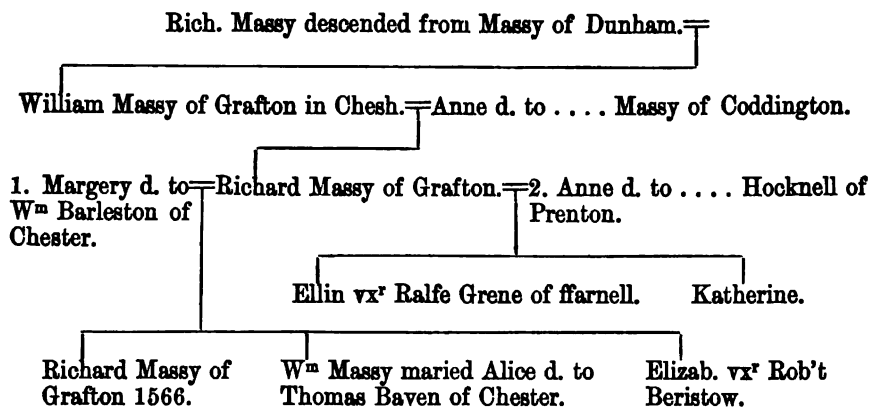 Rich. Massy descended from Massy of Dunham.
William Massy of Grafton in Chesh. Anne d. to .... Massy of Coddington.
1. Margery d. to Richard Massy of Grafton. 2. Anne d. to .... Hocknell of
Wᵐ Barleston of Prenton.
Chester.
Ellin vxʳ Ralfe Grene of ffarnell. Katherine.
Richard Massy of Wᵐ Massy maried Alice d. to Elizab. vxʳ Rob't
Grafton 1566. Thomas Baven of Chester. Beristow.